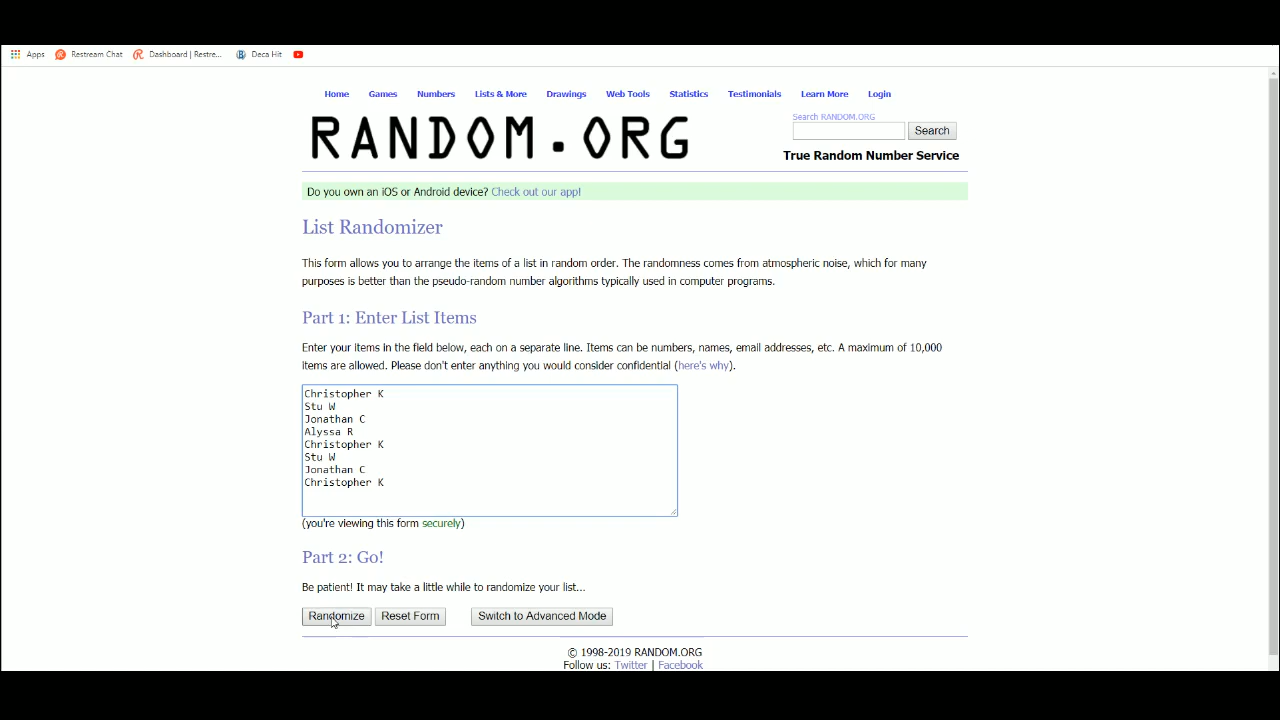 Apps Restream Chat Dashboard | Restre... Deca Hit
Home Games Numbers Lists & More Drawings Web Tools Statistics Testimonials Learn More Login
Search RANDOM.ORG
RANDOM.ORG
Search
True Random Number Service
Do you own an iOS or Android device? Check out our app!
List Randomizer
This form allows you to arrange the items of a list in random order. The randomness comes from atmospheric noise, which for many
purposes is better than the pseudo-random number algorithms typically used in computer programs.
Part 1: Enter List Items
Enter your items in the field below, each on a separate line. Items can be numbers, names, email addresses, etc. A maximum of 10,000
items are allowed. Please don't enter anything you would consider confidential (here's why).
Christopher K
Stu W
Jonathan C
Alyssa R
Christopher K
Stu W
Jonathan C
Christopher K
(you're viewing this form securely)
Part 2: Go!
Be patient! It may take a little while to randomize your list...
Randomize Reset Form Switch to Advanced Mode
© 1998-2019 RANDOM.ORG
Follow us: Twitter | Facebook